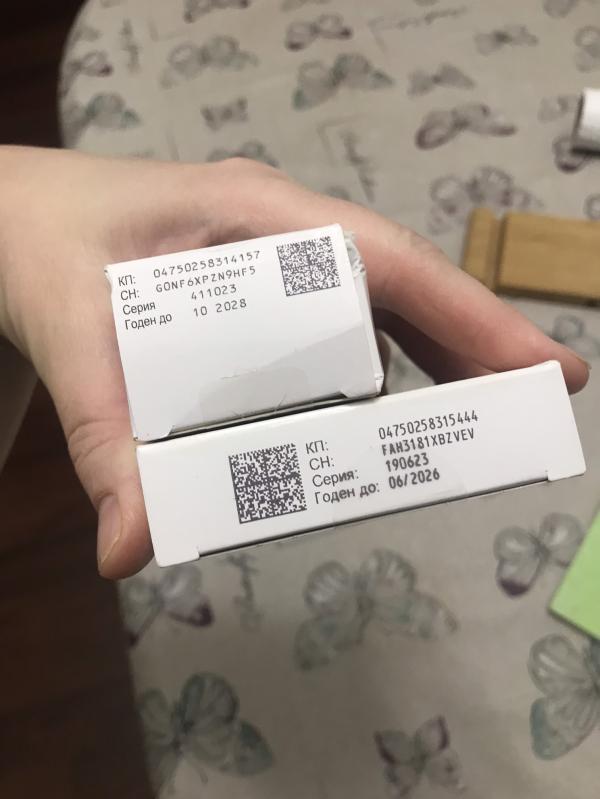 КП: 04750258314157
СН: G0NF6XPZN9HF5
Серия 411023
Годен до 10 2028
КП: 04750258315444
СН: FAH3181XBZVEV
Серия: 190623
Годен до: 06/2026